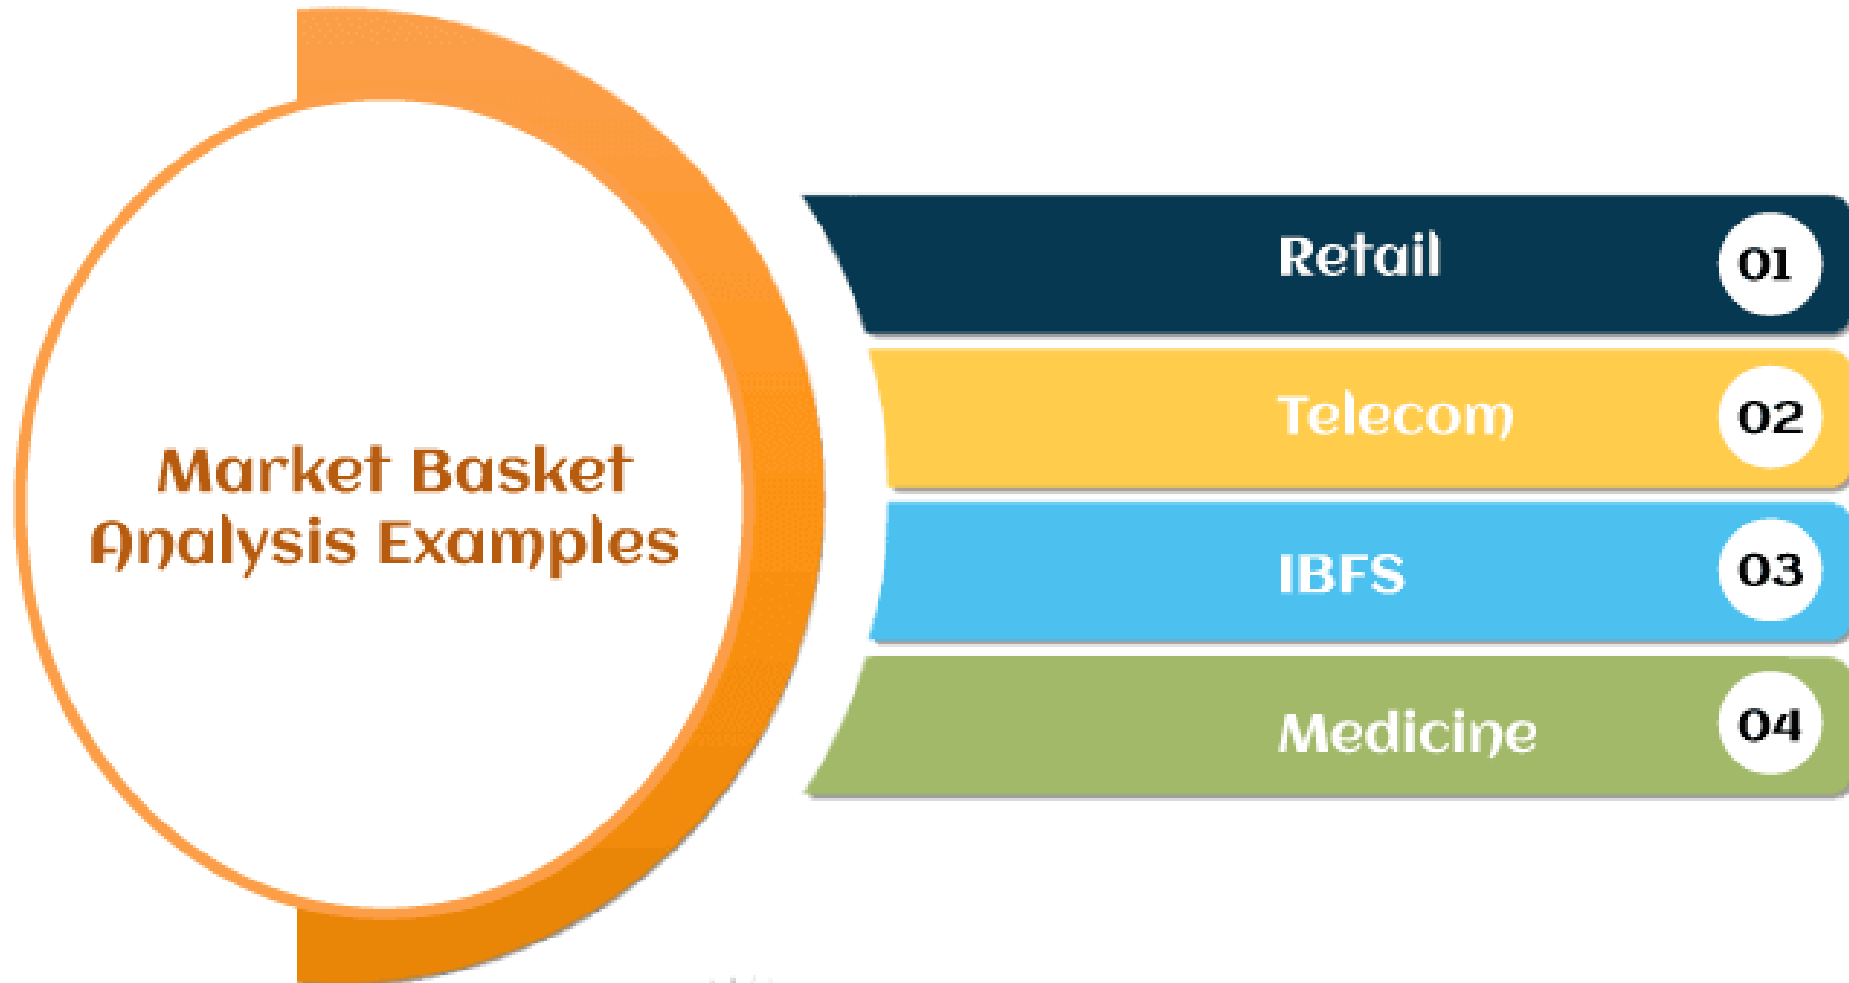 Market Basket
Analysis Examples
Retail
01
Telecom
02
IBFS
03
Medicine
04